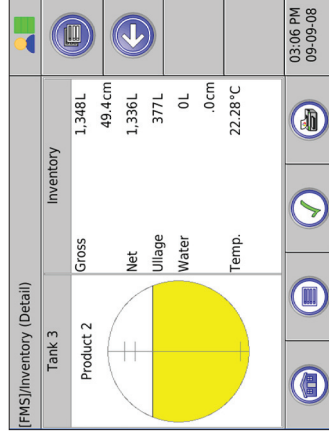 [FMS]/Inventory (Detail)
Tank 3
Inventory
Product 2
Gross 1,348L
49.4cm
Net 1,336L
Ullage 377L
Water 0L
.0cm
Temp. 22.28°C
03:06 PM
09-09-08